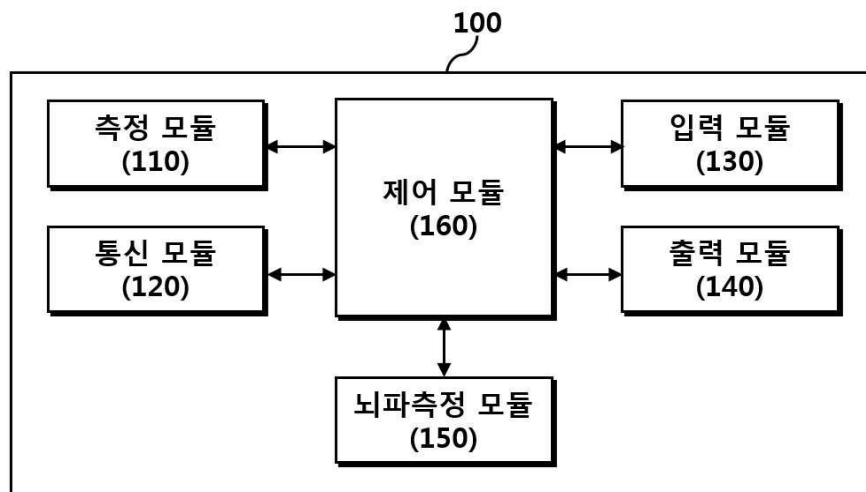 100
측정 모듈
(110)
통신 모듈
(120)
제어 모듈
(160)
입력 모듈
(130)
출력 모듈
(140)
뇌파측정 모듈
(150)